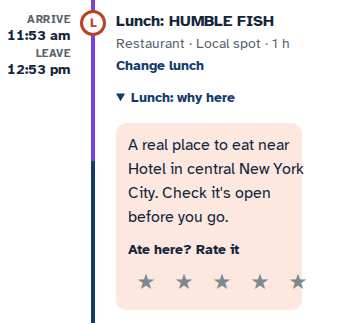 ARRIVE
11:53 am
LEAVE
12:53 pm
L
Lunch: HUMBLE FISH
Restaurant · Local spot · 1 h
Change lunch
▼ Lunch: why here
A real place to eat near
Hotel in central New York
City. Check it's open
before you go.
Ate here? Rate it
★ ★ ★ ★ ★